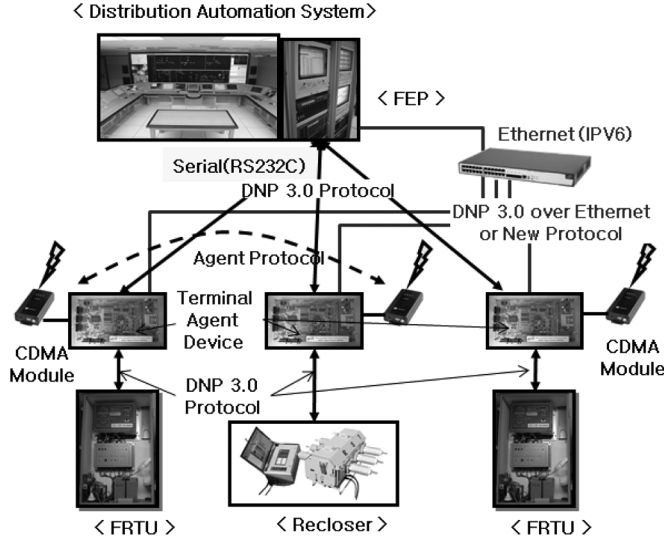 < Distribution Automation System>
< FEP >
Ethernet(IPV6)
Serial(RS232C)
DNP 3.0 Protocol
DNP 3.0 over Ethernet
or New Protocol
Agent Protocol
Terminal
Agent
Device
CDMA
Module
CDMA
Module
DNP 3.0
Protocol
< FRTU >
< Recloser >
< FRTU >